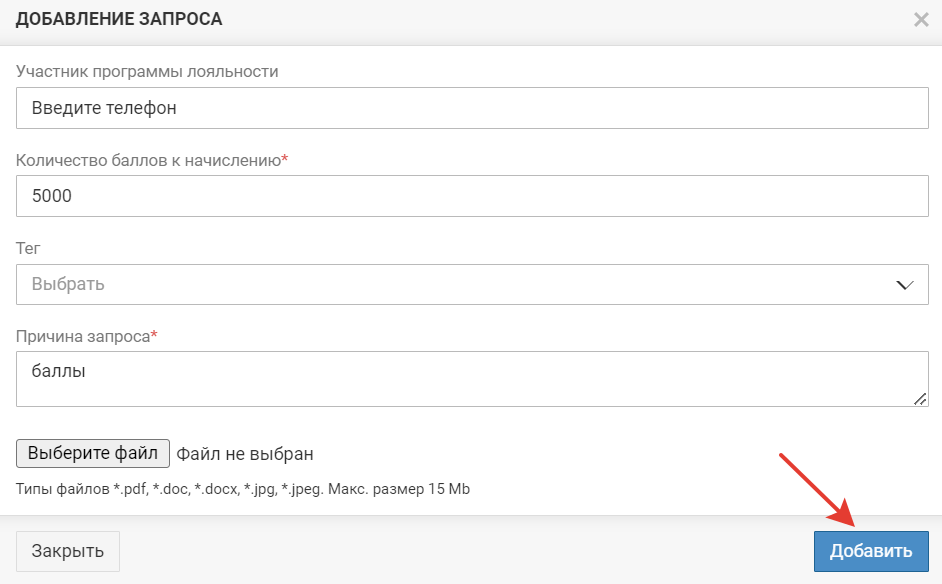 ДОБАВЛЕНИЕ ЗАПРОСА
Участник программы лояльности
Введите телефон
Количество баллов к начислению*
5000
Тег
Выбрать
Причина запроса*
баллы
Выберите файл Файл не выбран
Типы файлов *.pdf, *.doc, *.docx, *.jpg, *.jpeg. Макс. размер 15 Mb
Закрыть Добавить